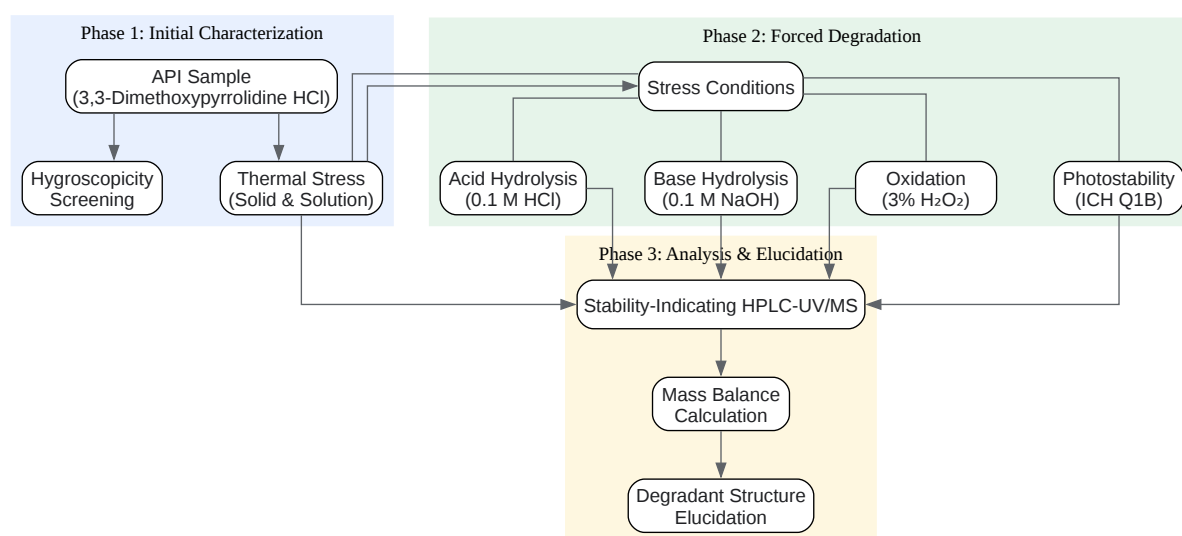 Phase 1: Initial Characterization
API Sample
(3,3-Dimethoxypyrrolidine HCl)
Hygroscopicity
Screening
Thermal Stress
(Solid & Solution)
Phase 2: Forced Degradation
Stress Conditions
Acid Hydrolysis
(0.1 M HCl)
Base Hydrolysis
(0.1 M NaOH)
Oxidation
(3% H₂O₂)
Photostability
(ICH Q1B)
Phase 3: Analysis & Elucidation
Stability-Indicating HPLC-UV/MS
Mass Balance
Calculation
Degradant Structure
Elucidation